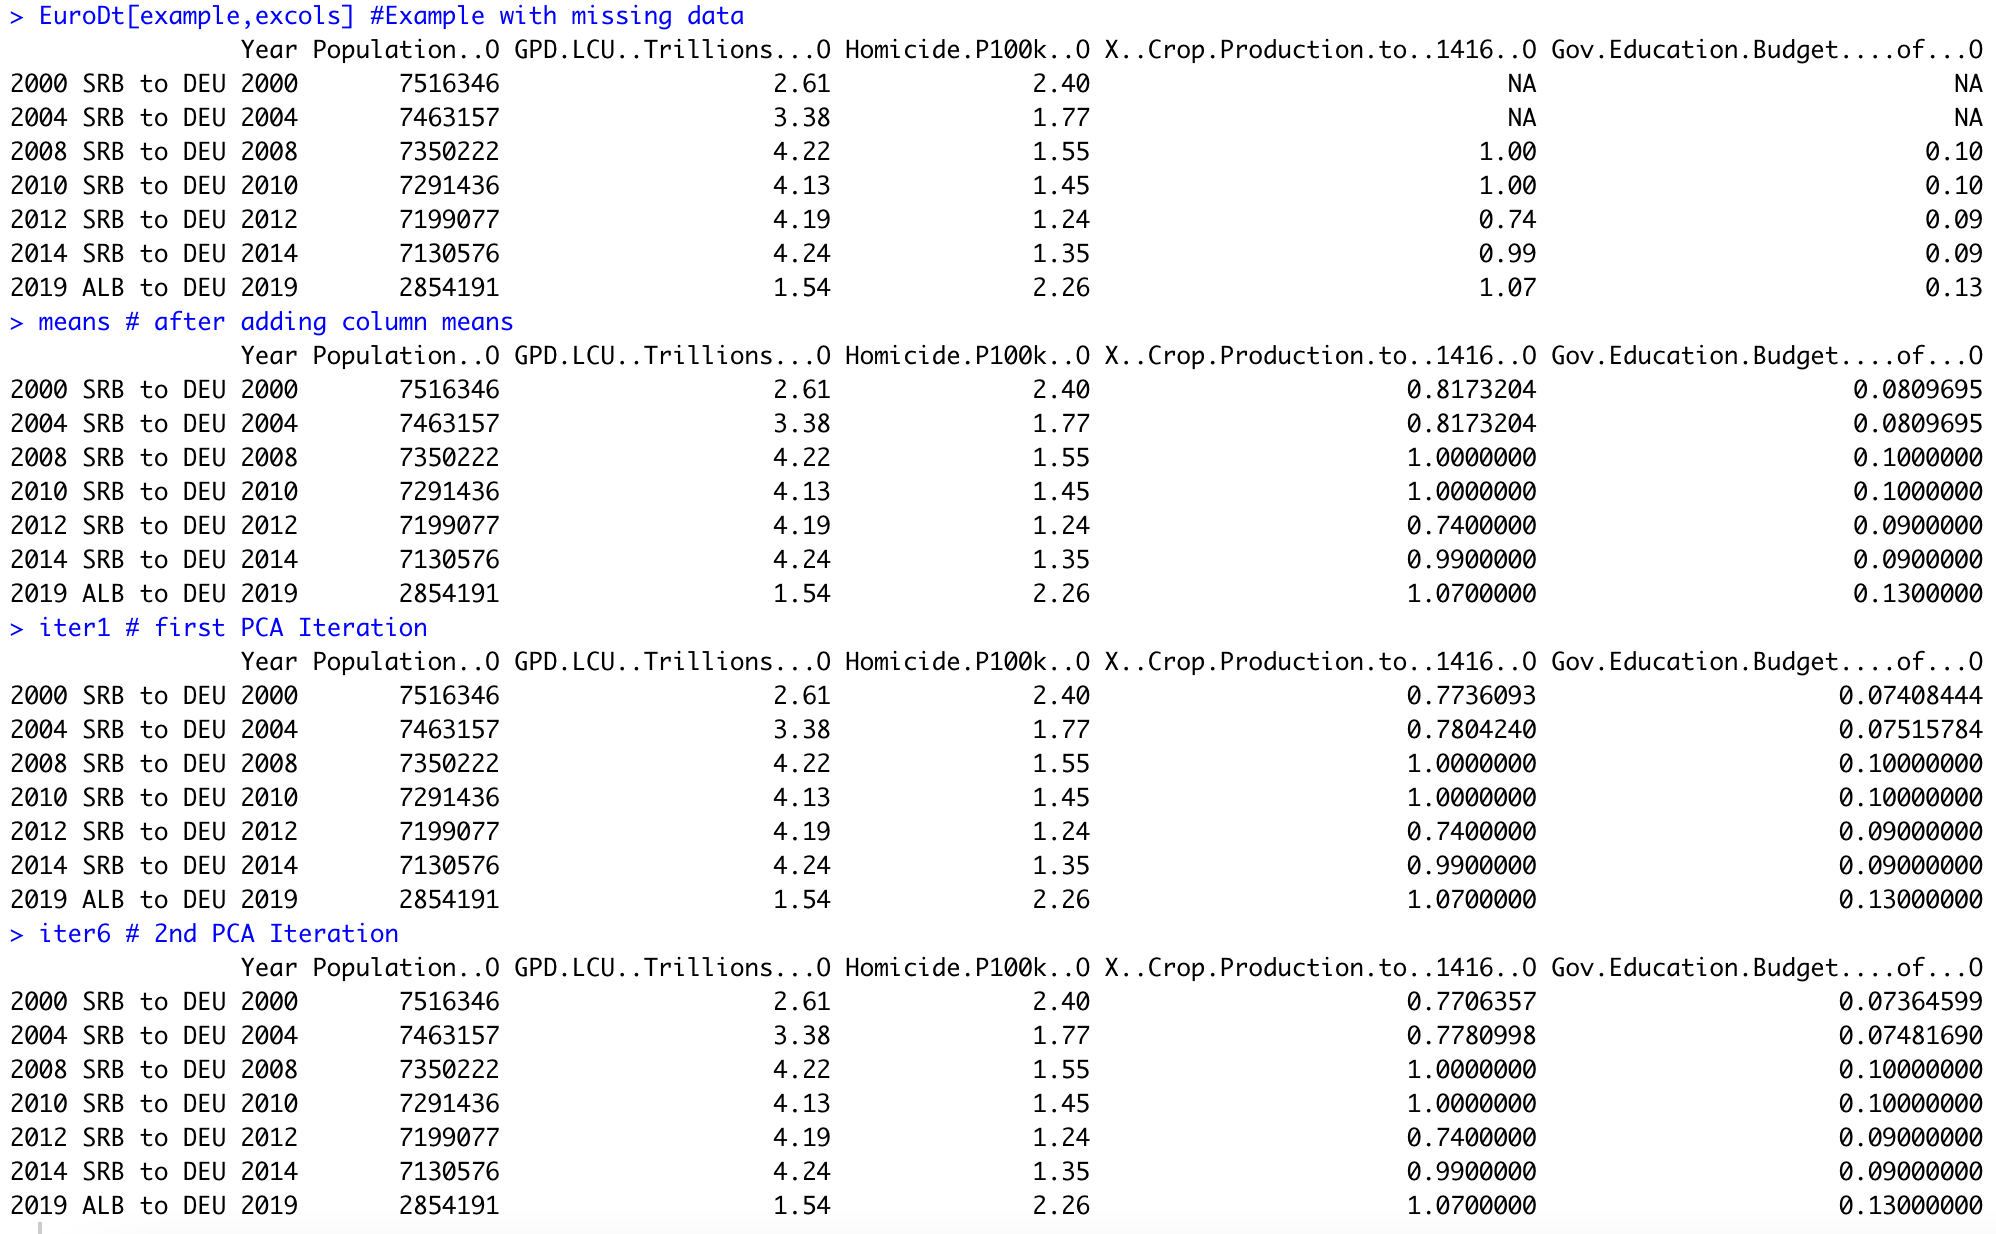 > EuroDt[example,excols] #Example with missing data
Year Population..O GPD.LCU..Trillions...O Homicide.P100k..O X..Crop.Production.to..1416..O Gov.Education.Budget....of...O
2000 SRB to DEU 2000 7516346 2.61 2.40 NA NA
2004 SRB to DEU 2004 7463157 3.38 1.77 NA NA
2008 SRB to DEU 2008 7350222 4.22 1.55 1.00 0.10
2010 SRB to DEU 2010 7291436 4.13 1.45 1.00 0.10
2012 SRB to DEU 2012 7199077 4.19 1.24 0.74 0.09
2014 SRB to DEU 2014 7130576 4.24 1.35 0.99 0.09
2019 ALB to DEU 2019 2854191 1.54 2.26 1.07 0.13
> means # after adding column means
Year Population..O GPD.LCU..Trillions...O Homicide.P100k..O X..Crop.Production.to..1416..O Gov.Education.Budget....of...O
2000 SRB to DEU 2000 7516346 2.61 2.40 0.8173204 0.0809695
2004 SRB to DEU 2004 7463157 3.38 1.77 0.8173204 0.0809695
2008 SRB to DEU 2008 7350222 4.22 1.55 1.0000000 0.1000000
2010 SRB to DEU 2010 7291436 4.13 1.45 1.0000000 0.1000000
2012 SRB to DEU 2012 7199077 4.19 1.24 0.7400000 0.0900000
2014 SRB to DEU 2014 7130576 4.24 1.35 0.9900000 0.0900000
2019 ALB to DEU 2019 2854191 1.54 2.26 1.0700000 0.1300000
> iter1 # first PCA Iteration
Year Population..O GPD.LCU..Trillions...O Homicide.P100k..O X..Crop.Production.to..1416..O Gov.Education.Budget....of...O
2000 SRB to DEU 2000 7516346 2.61 2.40 0.7736093 0.07408444
2004 SRB to DEU 2004 7463157 3.38 1.77 0.7804240 0.07515784
2008 SRB to DEU 2008 7350222 4.22 1.55 1.0000000 0.10000000
2010 SRB to DEU 2010 7291436 4.13 1.45 1.0000000 0.10000000
2012 SRB to DEU 2012 7199077 4.19 1.24 0.7400000 0.09000000
2014 SRB to DEU 2014 7130576 4.24 1.35 0.9900000 0.09000000
2019 ALB to DEU 2019 2854191 1.54 2.26 1.0700000 0.13000000
> iter6 # 2nd PCA Iteration
Year Population..O GPD.LCU..Trillions...O Homicide.P100k..O X..Crop.Production.to..1416..O Gov.Education.Budget....of...O
2000 SRB to DEU 2000 7516346 2.61 2.40 0.7706357 0.07364599
2004 SRB to DEU 2004 7463157 3.38 1.77 0.7780998 0.07481690
2008 SRB to DEU 2008 7350222 4.22 1.55 1.0000000 0.10000000
2010 SRB to DEU 2010 7291436 4.13 1.45 1.0000000 0.10000000
2012 SRB to DEU 2012 7199077 4.19 1.24 0.7400000 0.09000000
2014 SRB to DEU 2014 7130576 4.24 1.35 0.9900000 0.09000000
2019 ALB to DEU 2019 2854191 1.54 2.26 1.0700000 0.13000000